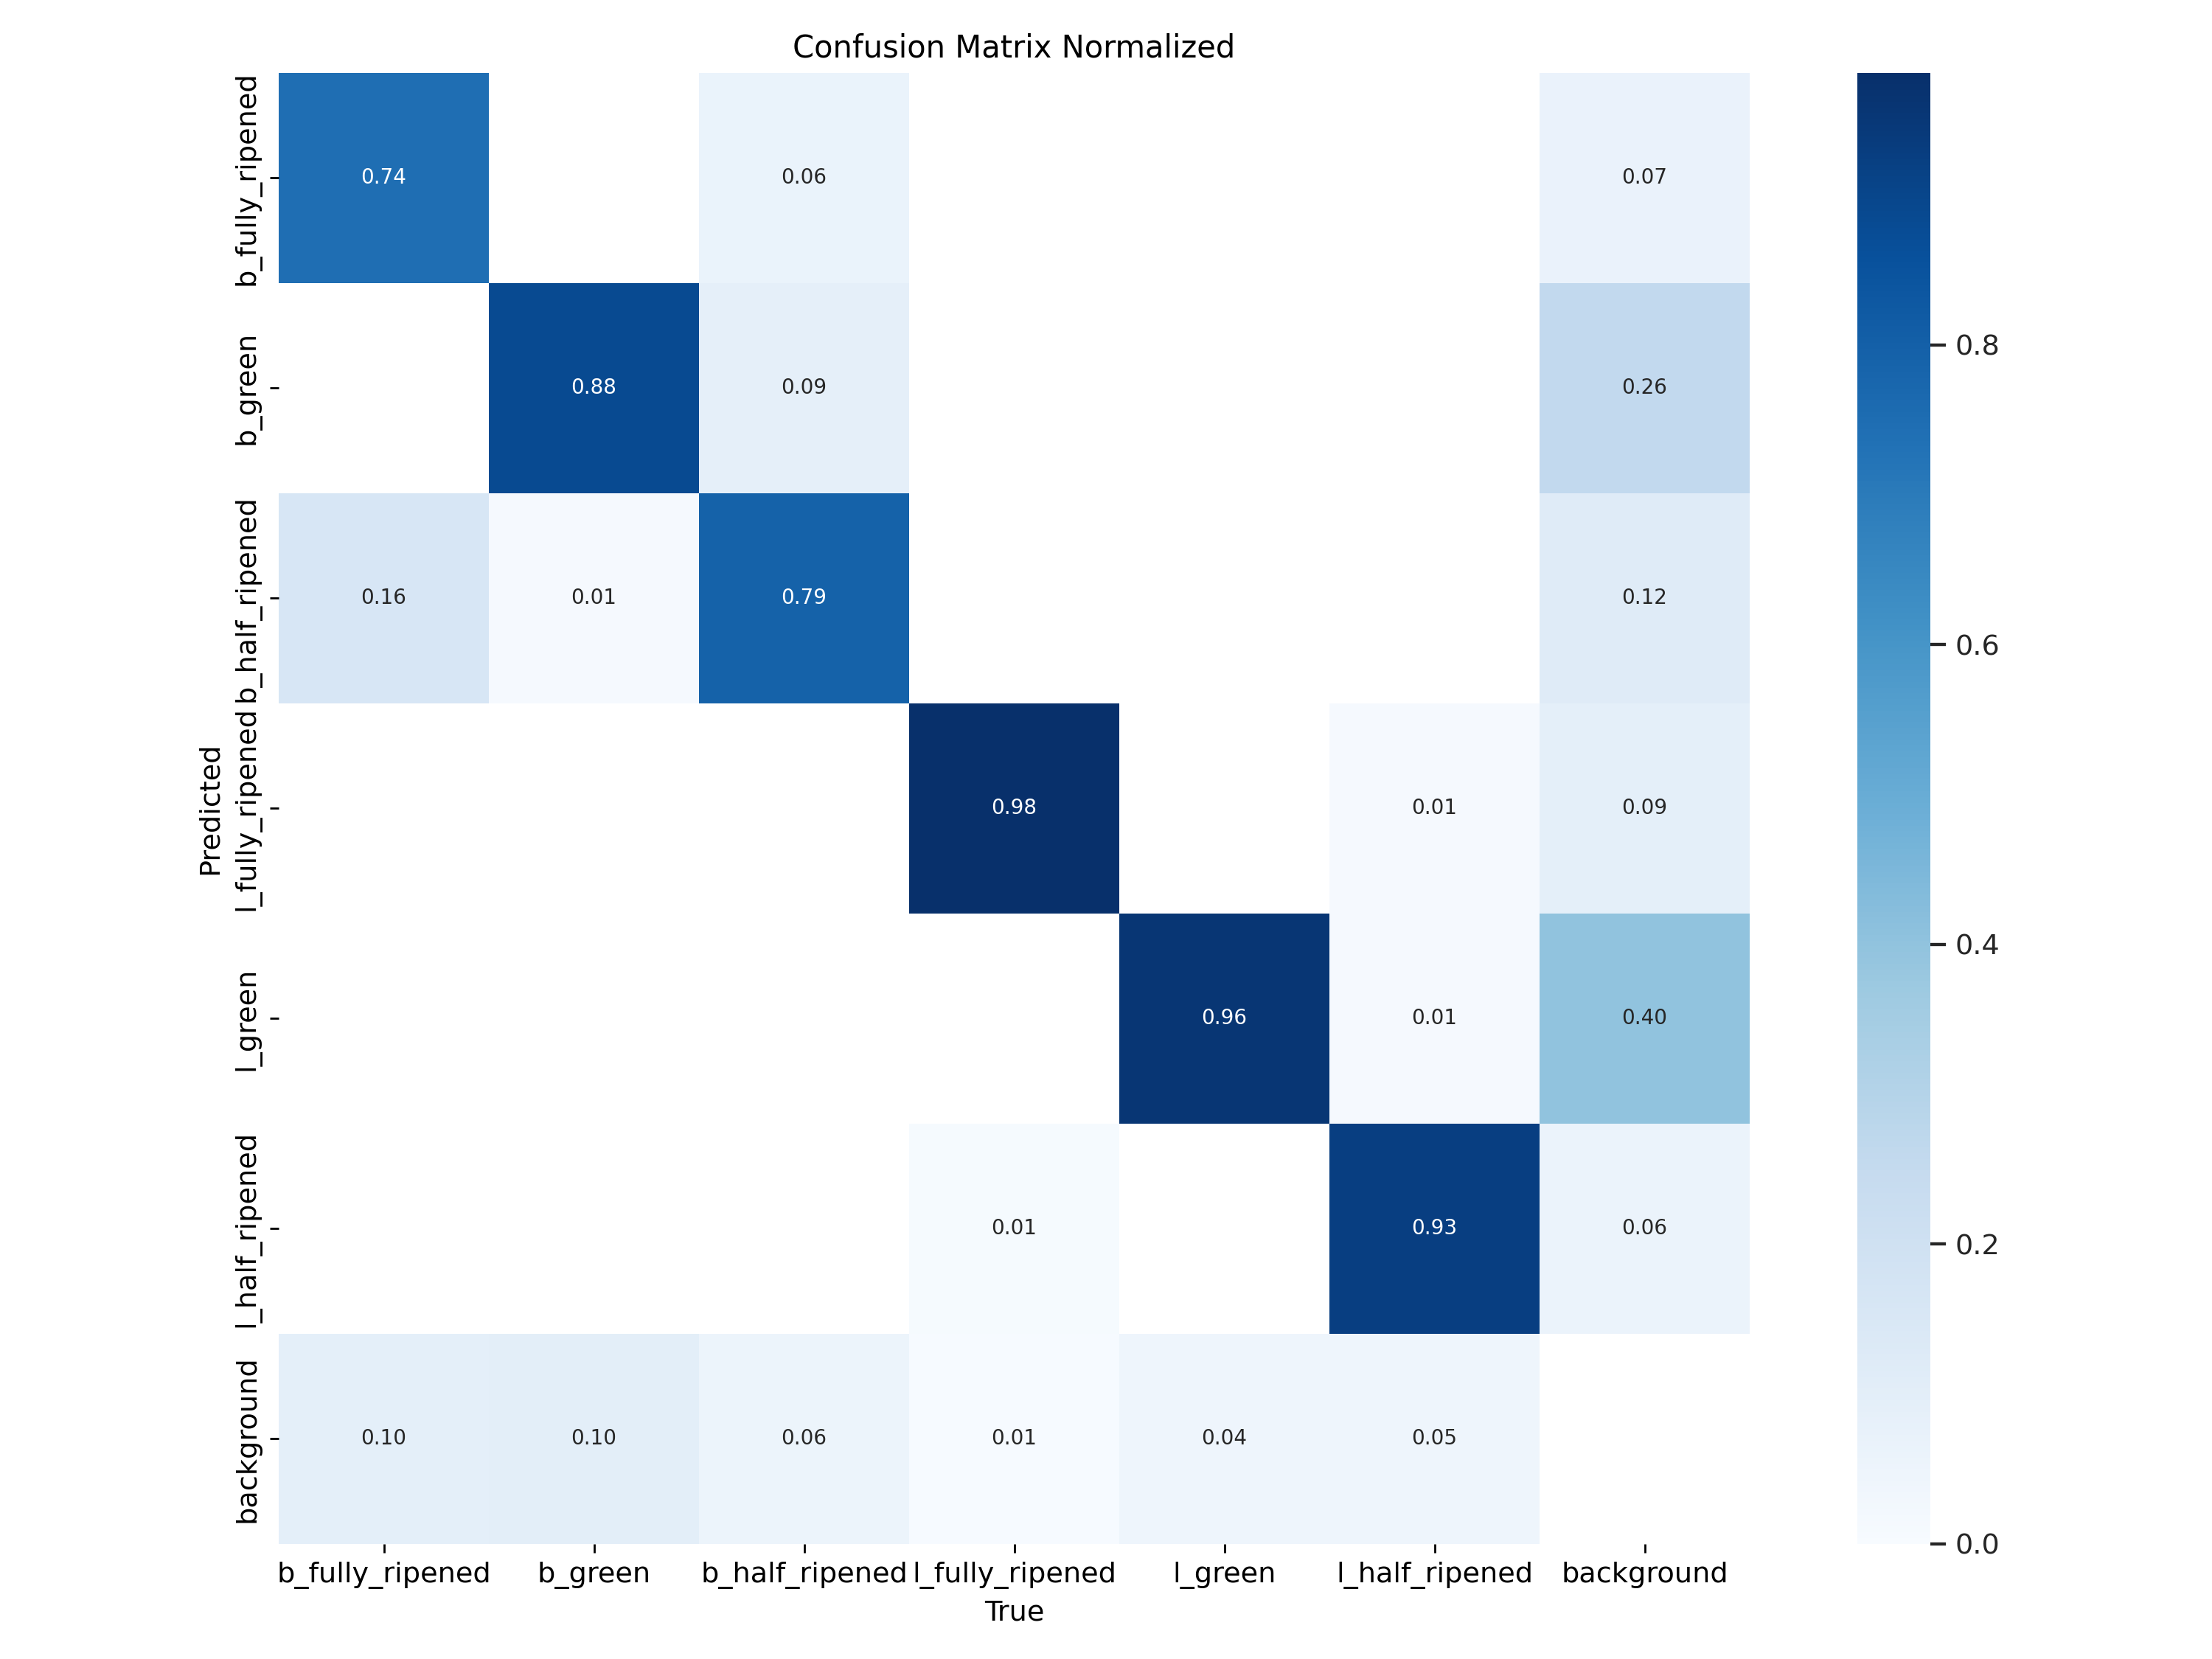 Confusion Matrix Normalized
b_fully_ripened
0.74
0.06
0.07
b_green
0.88
0.09
0.26
0.8
b_half_ripened
0.16
0.01
0.79
0.12
0.6
Predicted
l_fully_ripened
0.98
0.01
0.09
l_green
0.96
0.01
0.40
0.4
l_half_ripened
0.01
0.93
0.06
0.2
background
0.10
0.10
0.06
0.01
0.04
0.05
0.0
b_fully_ripened b_green b_half_ripened l_fully_ripened l_green l_half_ripened background
True